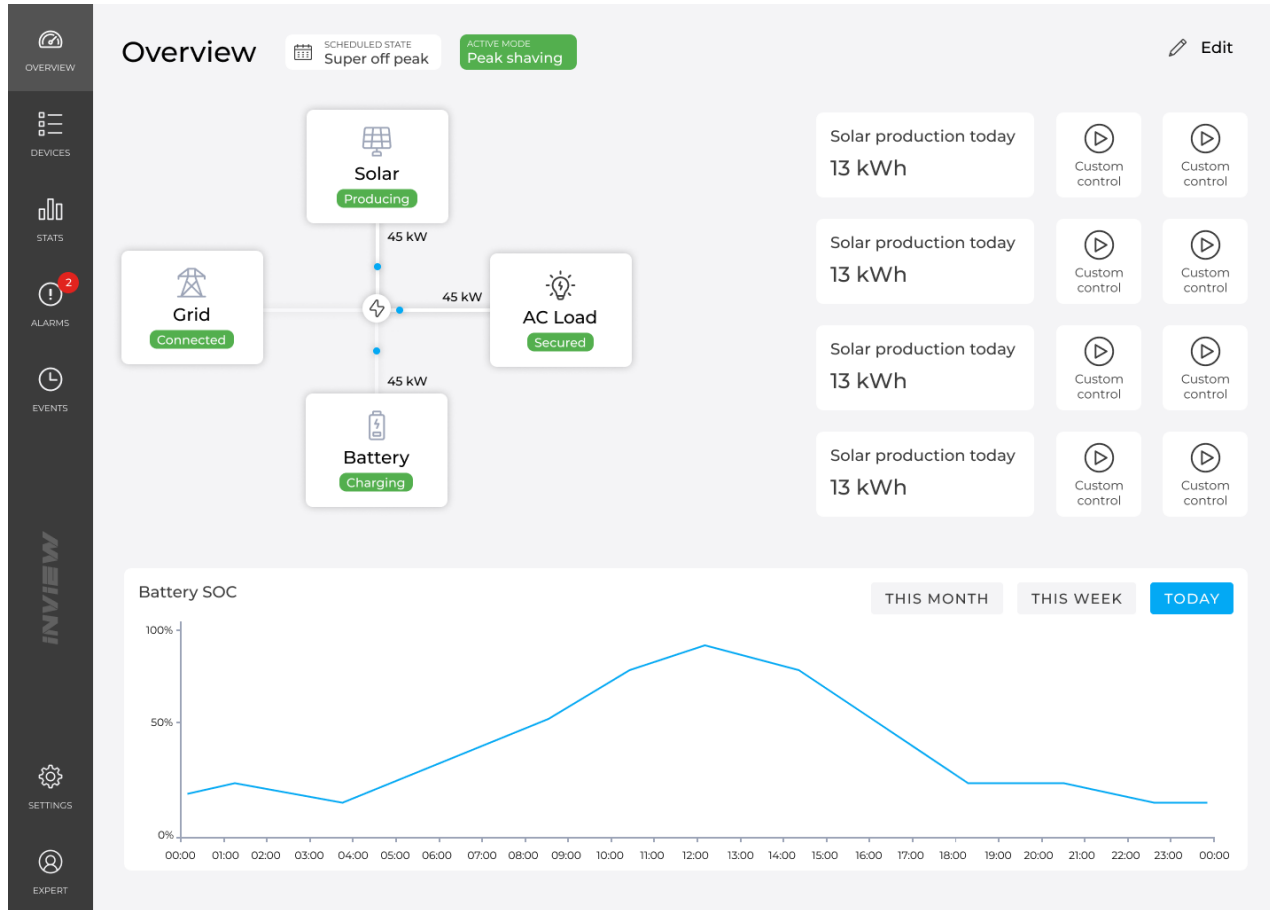 OVERVIEW
DEVICES
STATS
2
ALARMS
EVENTS
iNVIEW
SETTINGS
EXPERT
Overview
SCHEDULED STATE
Super off peak
ACTIVE MODE
Peak shaving
Edit
Solar
Producing
45 kW
Grid
Connected
45 kW
AC Load
Secured
45 kW
Battery
Charging
Solar production today
13 kWh
Custom
control
Custom
control
Solar production today
13 kWh
Custom
control
Custom
control
Solar production today
13 kWh
Custom
control
Custom
control
Solar production today
13 kWh
Custom
control
Custom
control
Battery SOC
THIS MONTH
THIS WEEK
TODAY
100%
50%
0%
00:00 01:00 02:00 03:00 04:00 05:00 06:00 07:00 08:00 09:00 10:00 11:00 12:00 13:00 14:00 15:00 16:00 17:00 18:00 19:00 20:00 21:00 22:00 23:00 00:00